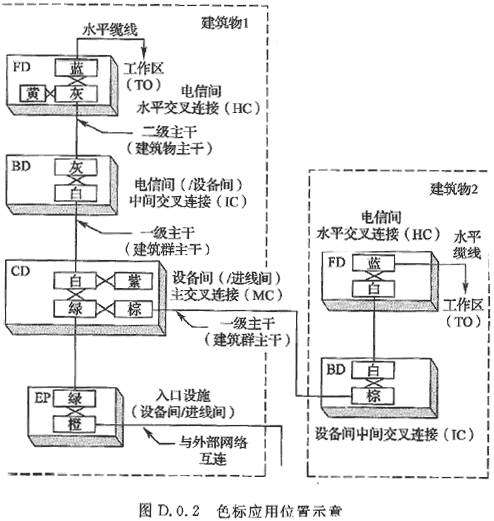 建筑物1
水平缆线
FD
蓝
黄
灰
工作区
(TO)
电信间
水平交叉连接(HC)
二级主干
(建筑物主干)
BD
灰
白
电信间(/设备间)
中间交叉连接(IC)
一级主干
(建筑群主干)
CD
白
紫
绿
棕
设备间(/进线间)
主交叉连接(MC)
一级主干
(建筑群主干)
EP
绿
橙
入口设施
(设备间/进线间)
与外部网络
互连
建筑物2
电信间
水平交叉连接(HC)
水平
缆线
FD
蓝
白
工作区
(TO)
BD
白
棕
设备间中间交叉连接(IC)
图 D.0.2 色标应用位置示意